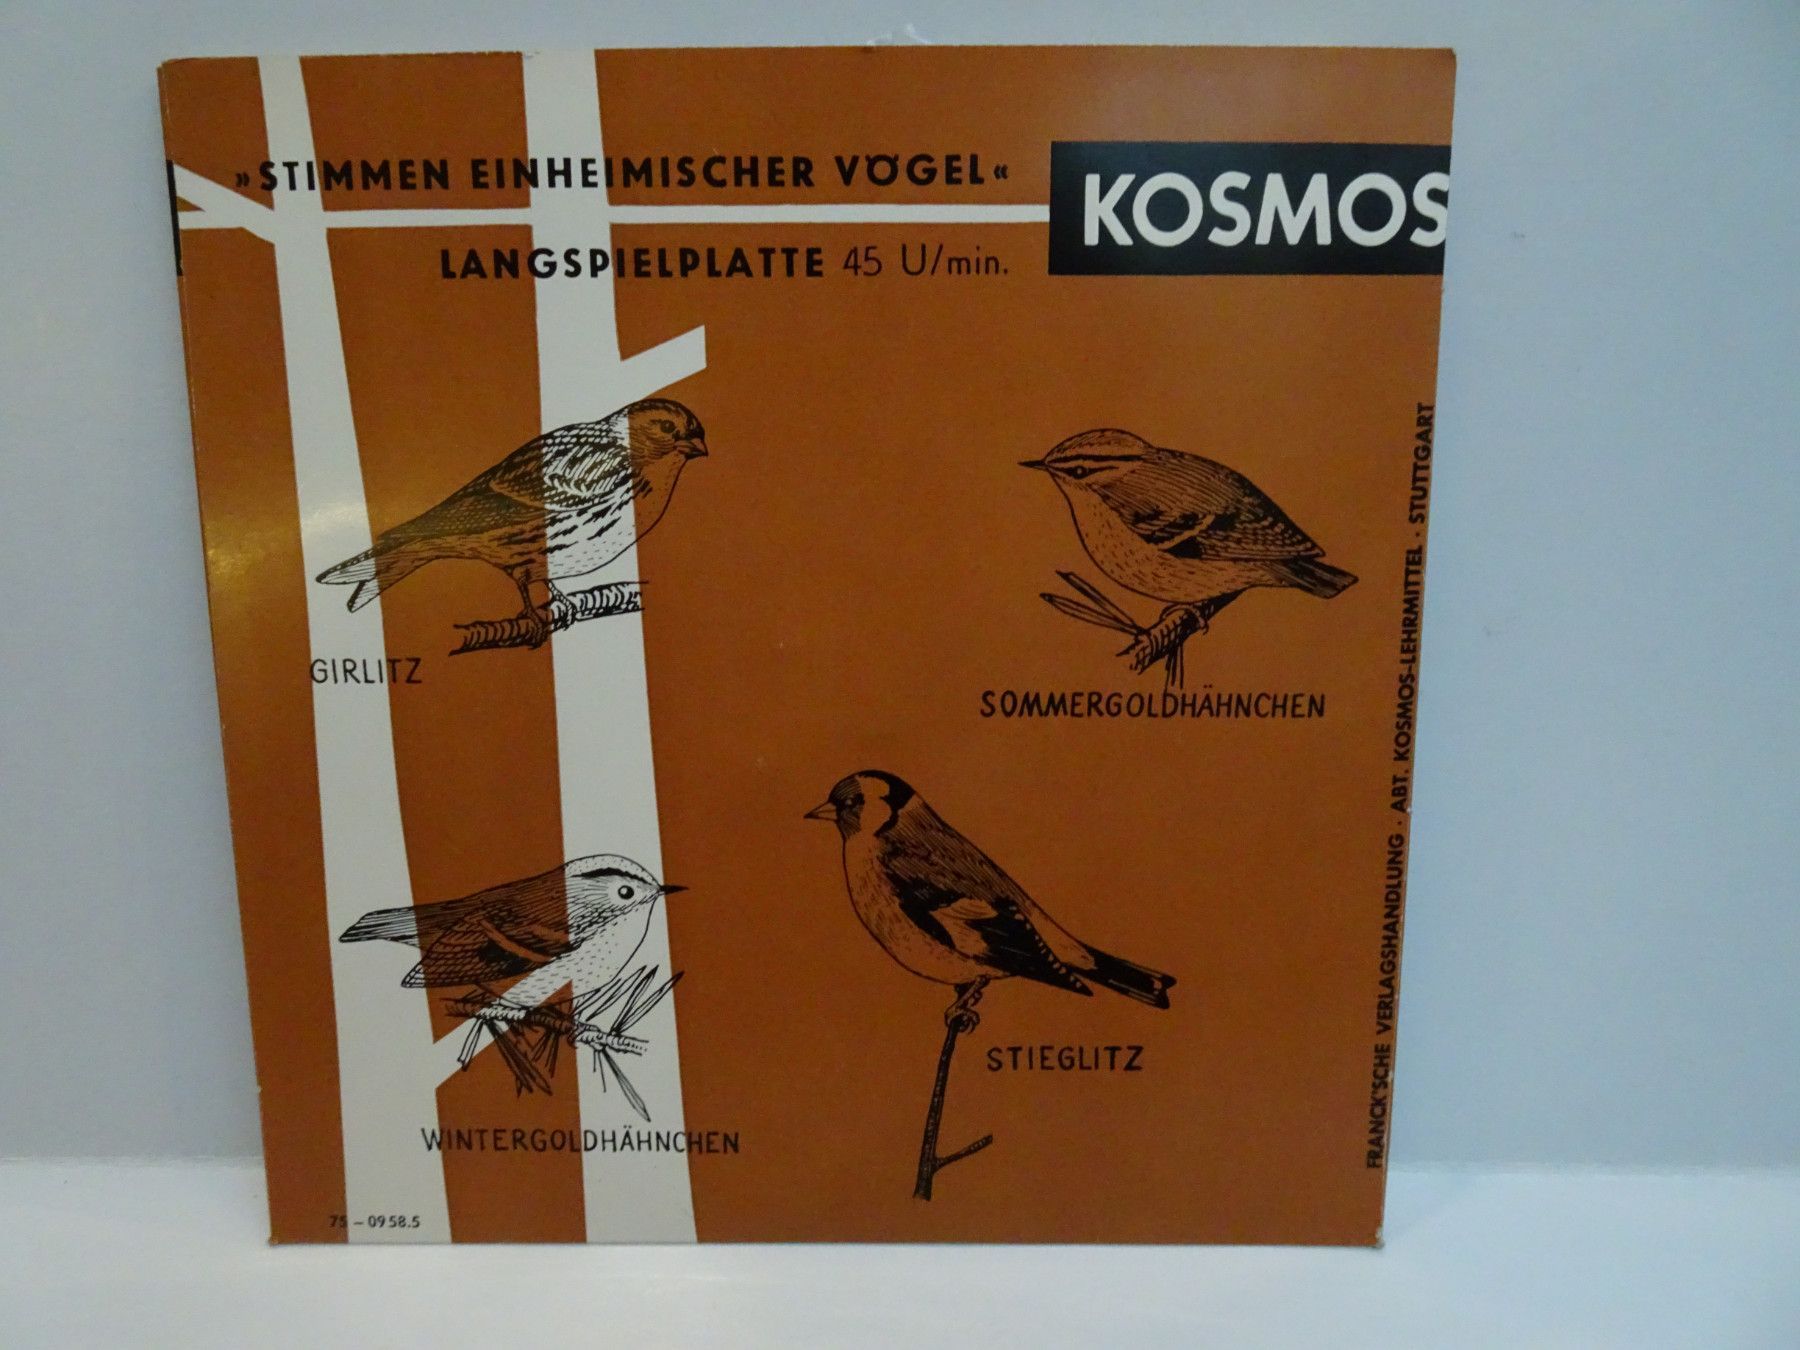 »STIMMEN EINHEIMISCHER VÖGEL«
KOSMOS
LANGSPIELPLATTE 45 U/min.
GIRLITZ
SOMMERGOLDHÄHNCHEN
STIEGLITZ
WINTERGOLDHÄHNCHEN
75 – 0958.5
FRANCK'SCHE VERLAGSHANDLUNG · ABT. KOSMOS-LEHRMITTEL · STUTTGART